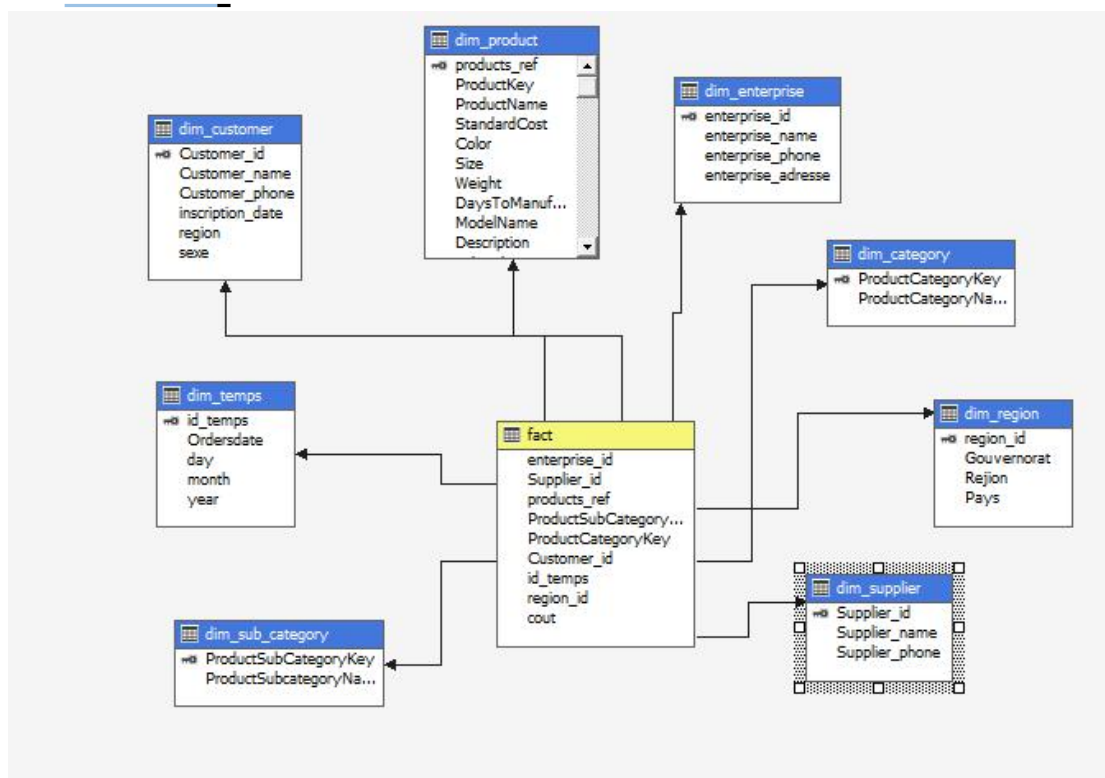 dim_product
products_ref
ProductKey
ProductName
StandardCost
Color
Size
Weight
DaysToManuf...
ModelName
Description
dim_enterprise
enterprise_id
enterprise_name
enterprise_phone
enterprise_adresse
dim_customer
Customer_id
Customer_name
Customer_phone
inscription_date
region
sexe
dim_category
ProductCategoryKey
ProductCategoryNa...
dim_temps
id_temps
Ordersdate
day
month
year
fact
enterprise_id
Supplier_id
products_ref
ProductSubCategory...
ProductCategoryKey
Customer_id
id_temps
region_id
cout
dim_region
region_id
Gouvernorat
Rejion
Pays
dim_supplier
Supplier_id
Supplier_name
Supplier_phone
dim_sub_category
ProductSubCategoryKey
ProductSubcategoryNa...